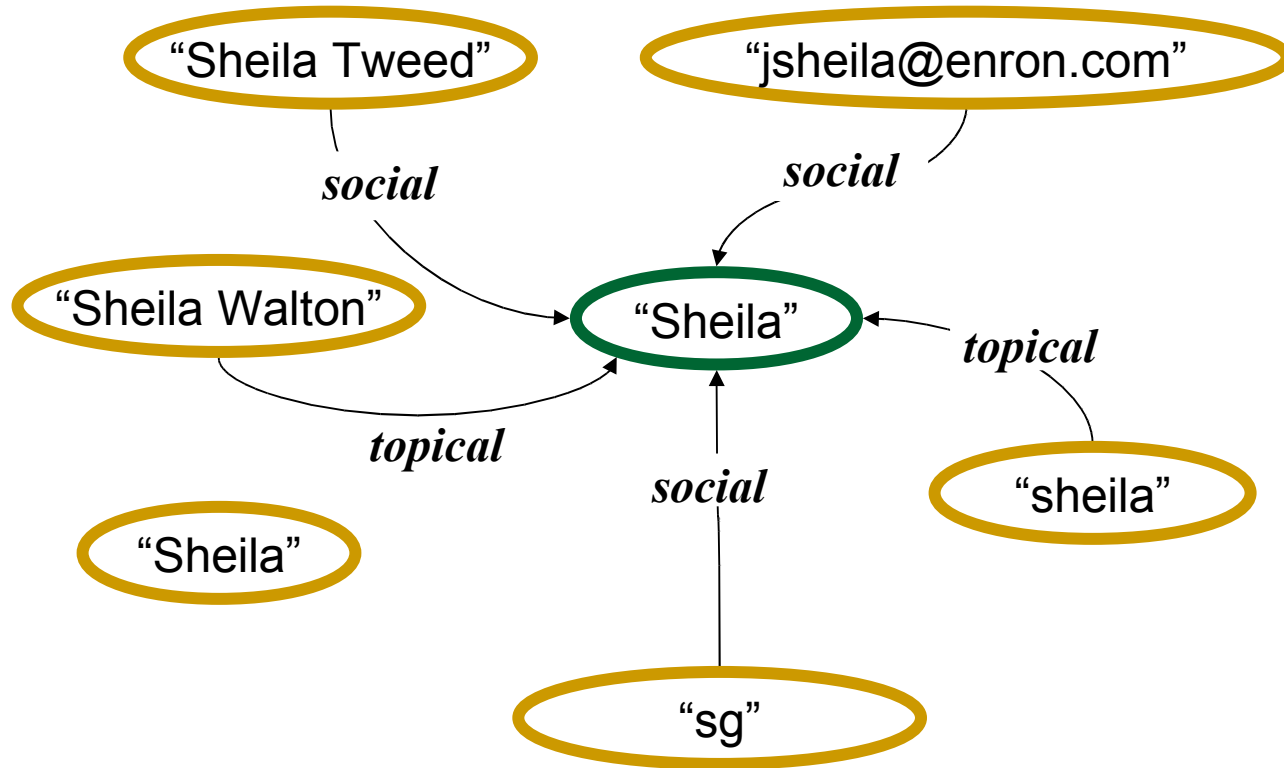 “Sheila Tweed”
“jsheila@enron.com”
social
social
“Sheila Walton”
“Sheila”
topical
topical
social
“sheila”
“Sheila”
“sg”